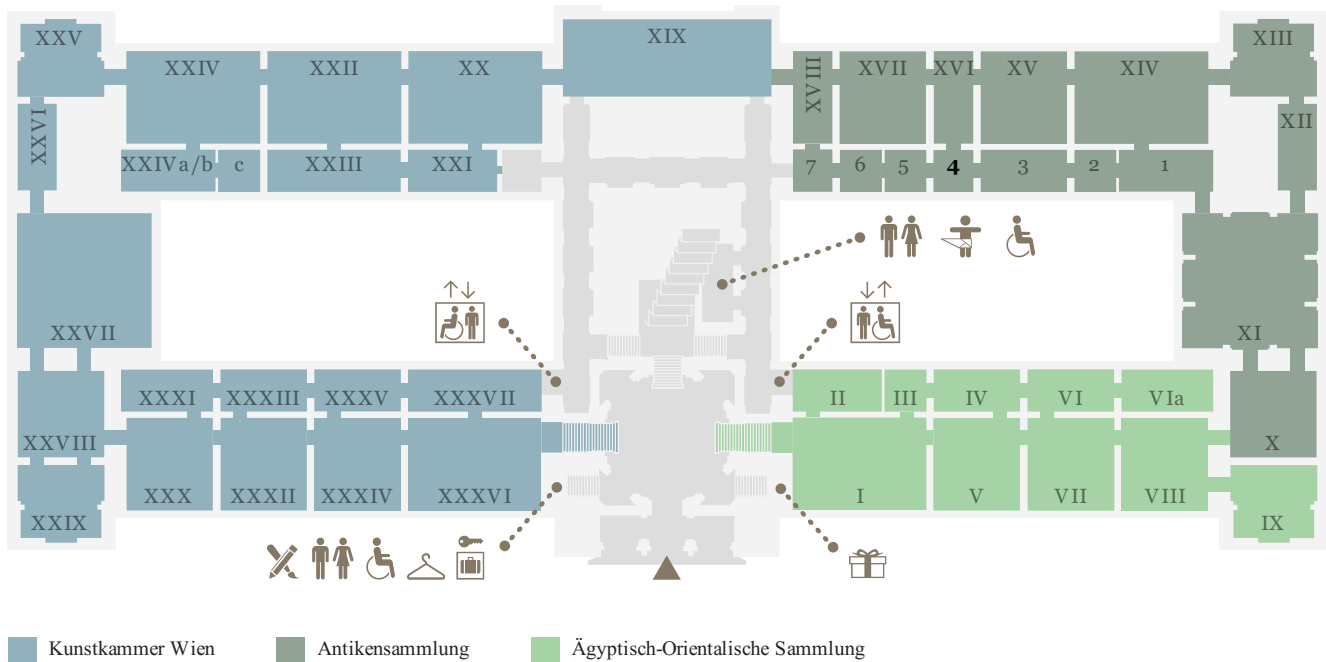 XXV
XXIV
XXII
XX
XIX
XVIII
XVII
XVI
XV
XIV
XIII
XXVI
XII
XXIVa/b
c
XXIII
XXI
7
6
5
4
3
2
1
XXVII
XI
XXXI
XXXIII
XXXV
XXXVII
II
III
IV
VI
VIa
XXVIII
X
XXX
XXXII
XXXIV
XXXVI
I
V
VII
VIII
XXIX
IX
Kunstkammer Wien
Antikensammlung
Ägyptisch-Orientalische Sammlung